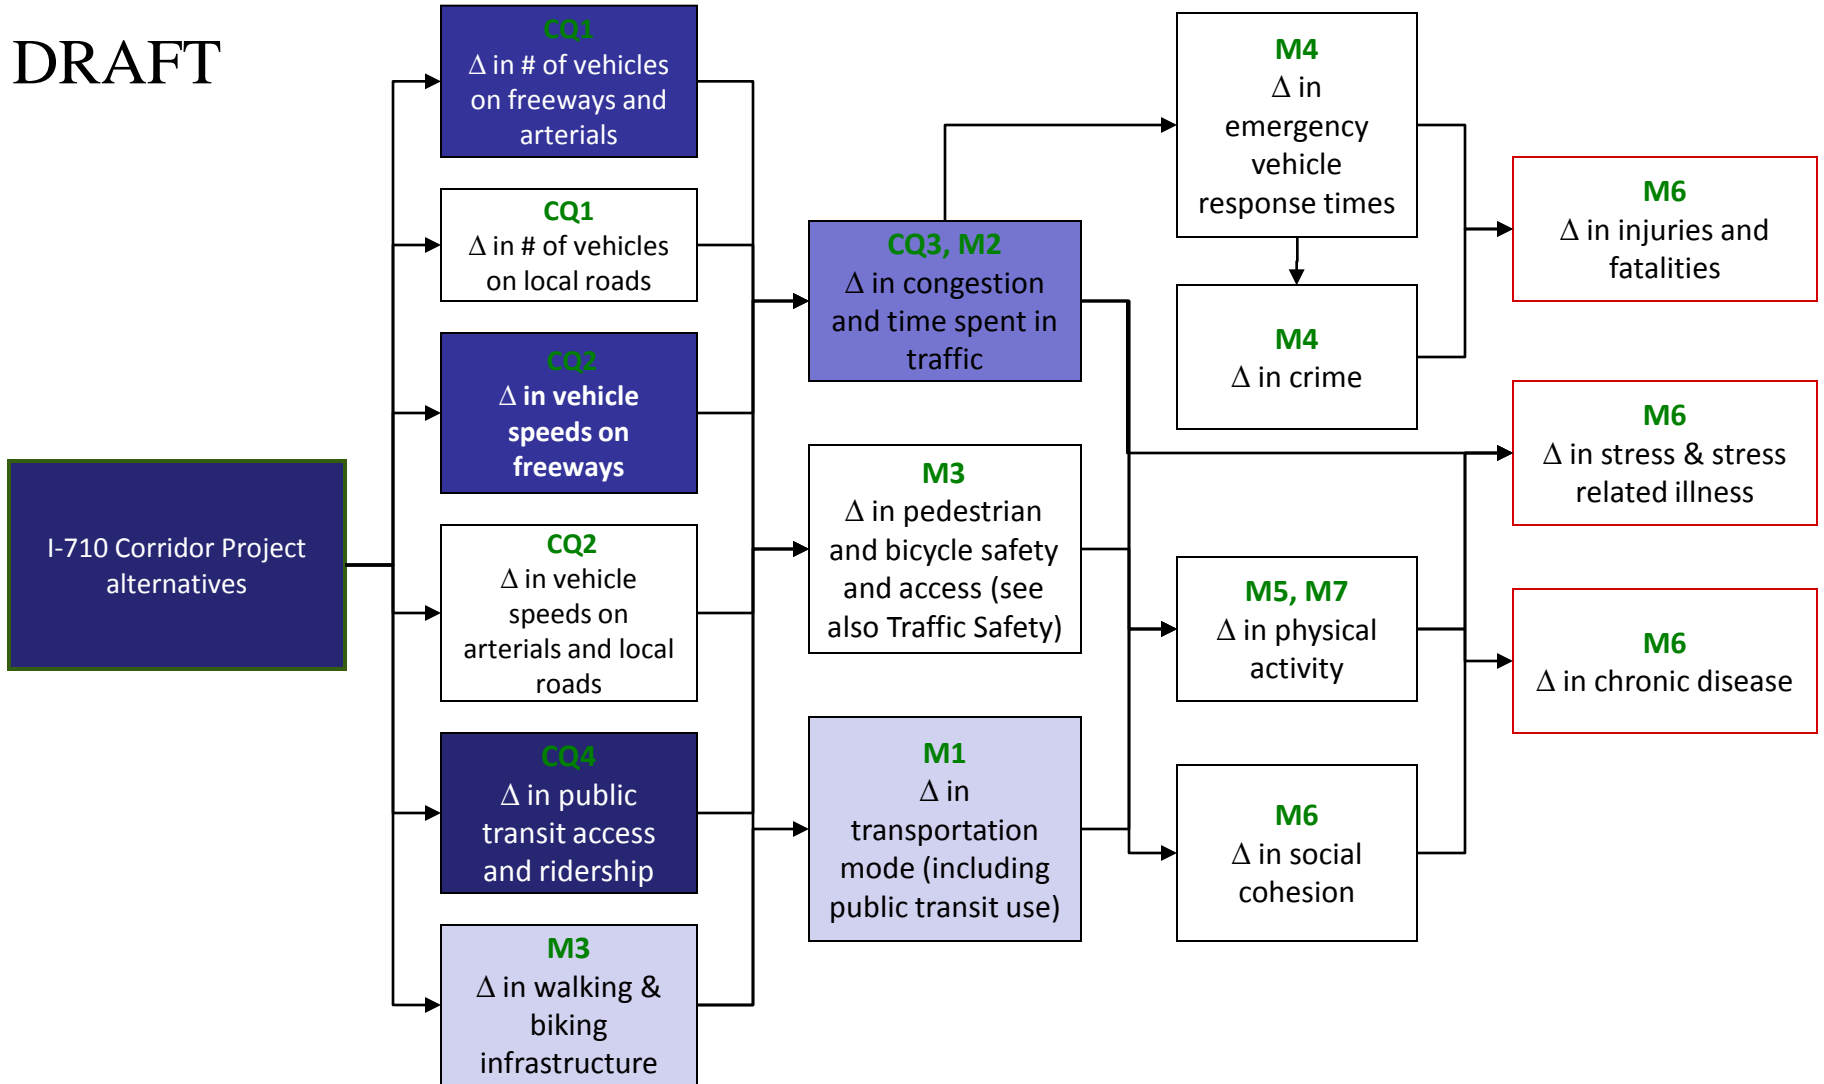 DRAFT
I-710 Corridor Project
alternatives
CQ1
Δ in # of vehicles
on freeways and
arterials
CQ1
Δ in # of vehicles
on local roads
CQ2
Δ in vehicle
speeds on
freeways
CQ2
Δ in vehicle
speeds on
arterials and local
roads
CQ4
Δ in public
transit access
and ridership
M3
Δ in walking &
biking
infrastructure
CQ3, M2
Δ in congestion
and time spent in
traffic
M3
Δ in pedestrian
and bicycle safety
and access (see
also Traffic Safety)
M1
Δ in
transportation
mode (including
public transit use)
M4
Δ in
emergency
vehicle
response times
M4
Δ in crime
M5, M7
Δ in physical
activity
M6
Δ in social
cohesion
M6
Δ in injuries and
fatalities
M6
Δ in stress & stress
related illness
M6
Δ in chronic disease